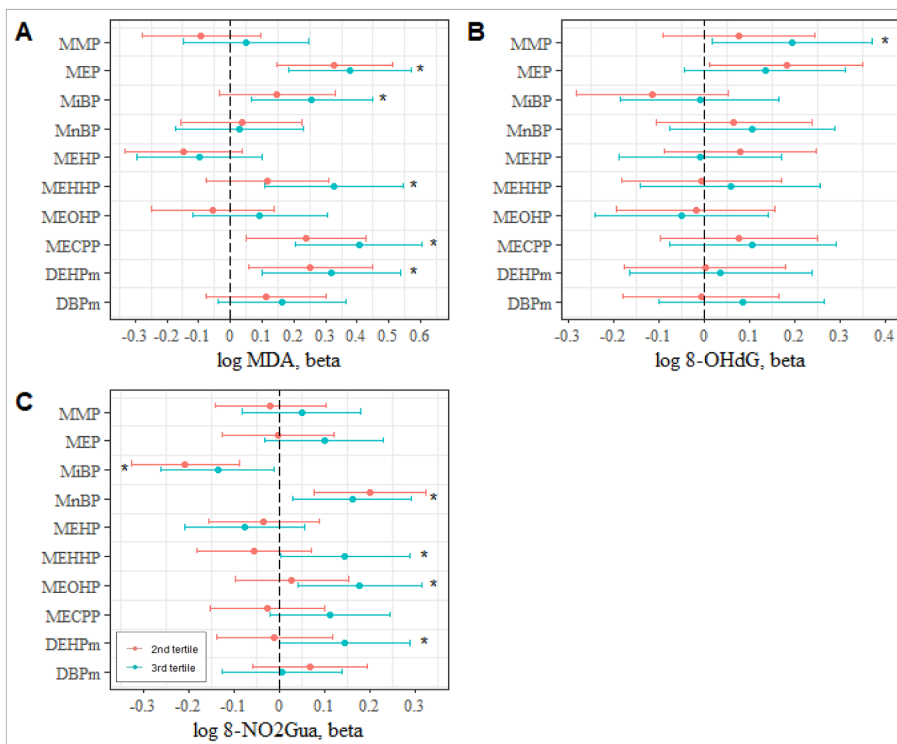 A
MMP
MEP *
MiBP *
MnBP
MEHP
MEHHP *
MEOHP
MECPP *
DEHPm *
DBPm
-0.3 -0.2 -0.1 0 0.1 0.2 0.3 0.4 0.5 0.6
log MDA, beta
B
MMP *
MEP
MiBP
MnBP
MEHP
MEHHP
MEOHP
MECPP
DEHPm
DBPm
-0.3 -0.2 -0.1 0 0.1 0.2 0.3 0.4
log 8-OHdG, beta
C
MMP
MEP
MiBP *
MnBP *
MEHP
MEHHP *
MEOHP *
MECPP
DEHPm *
DBPm
2nd tertile
3rd tertile
-0.3 -0.2 -0.1 0 0.1 0.2 0.3
log 8-NO2Gua, beta